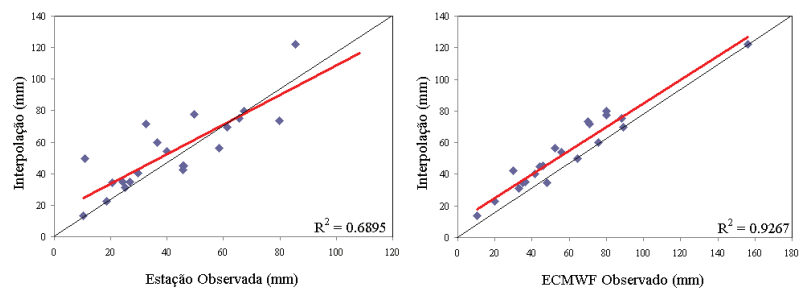 140
120
100
80
60
40
20
0
Interpolação (mm)
R² = 0.6895
0 20 40 60 80 100 120
Estação Observada (mm)
140
120
100
80
60
40
20
0
Interpolação (mm)
R² = 0.9267
0 20 40 60 80 100 120 140 160 180
ECMWF Observado (mm)